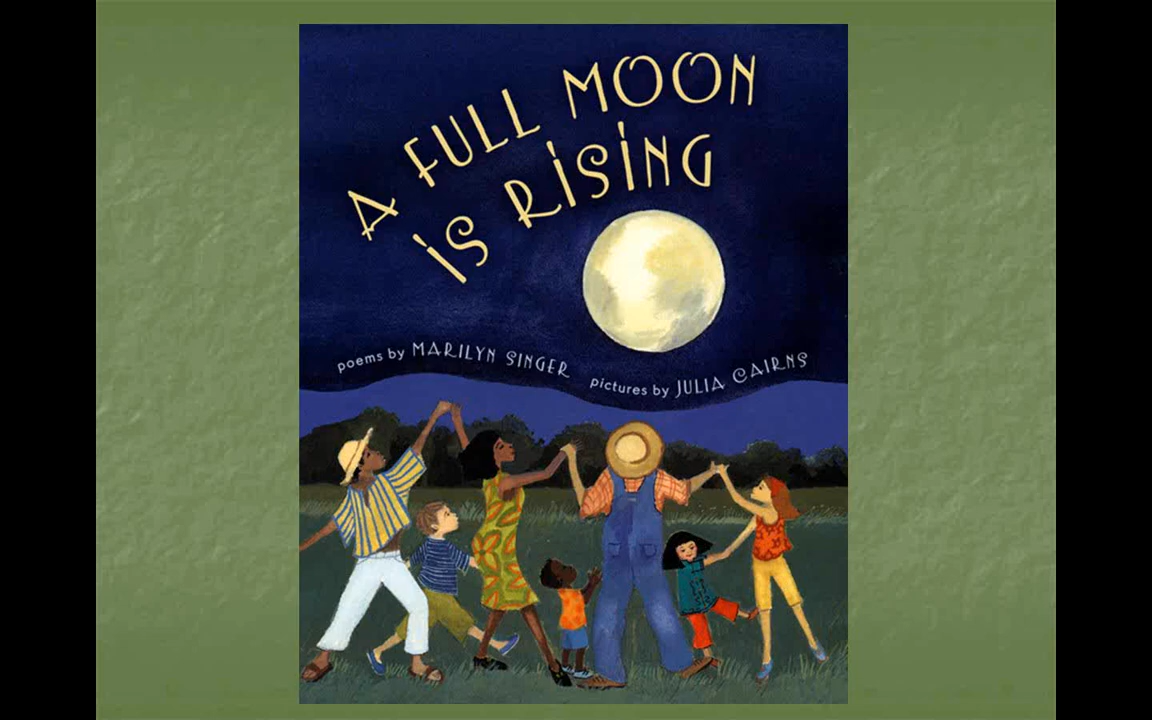 A FULL MOON
iS RiSiNG
poems by MARILYN SINGER
pictures by JULIA CAIRNS